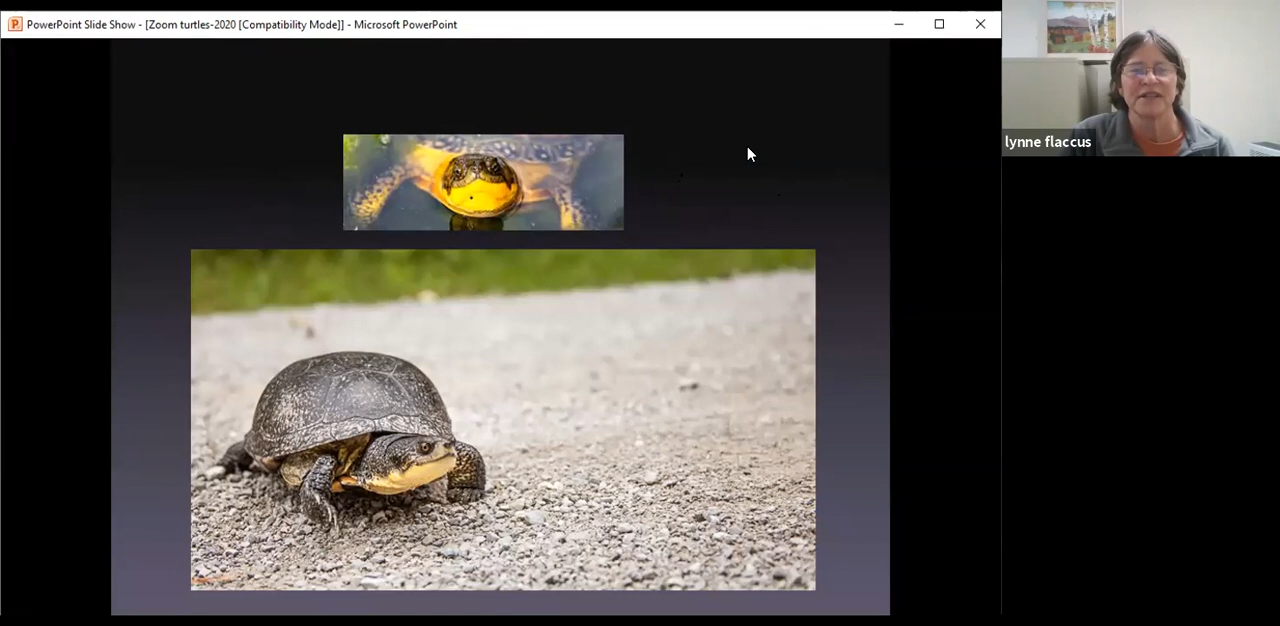 PowerPoint Slide Show - [Zoom turtles-2020 [Compatibility Mode]] - Microsoft PowerPoint
lynne flaccus